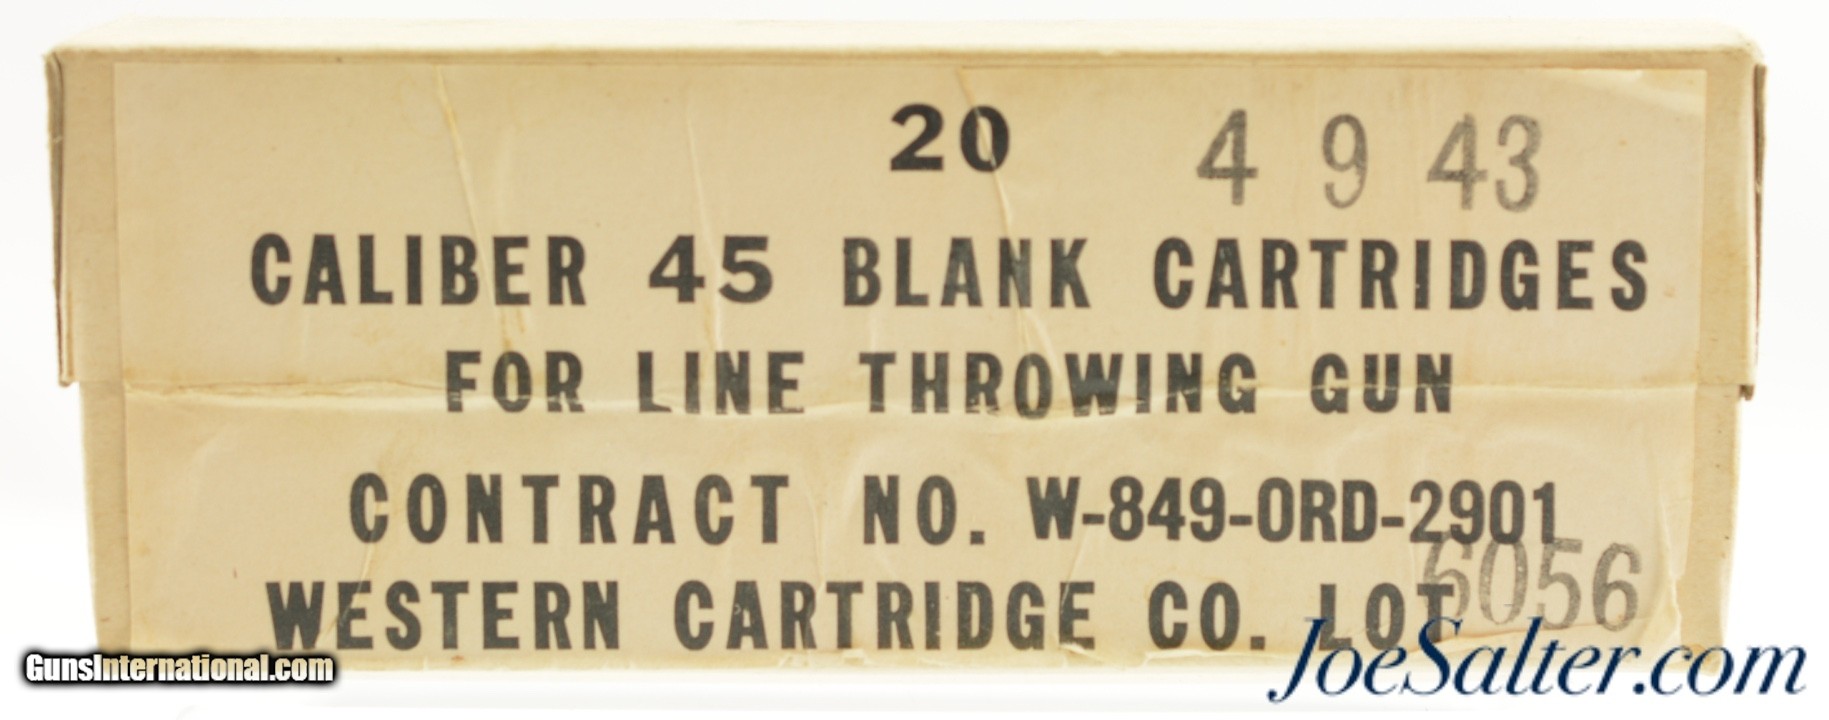 20 4 9 43
CALIBER 45 BLANK CARTRIDGES
FOR LINE THROWING GUN
CONTRACT NO. W-849-ORD-2901
WESTERN CARTRIDGE CO. LOT 6056
GunsInternational.com
JoeSalter.com